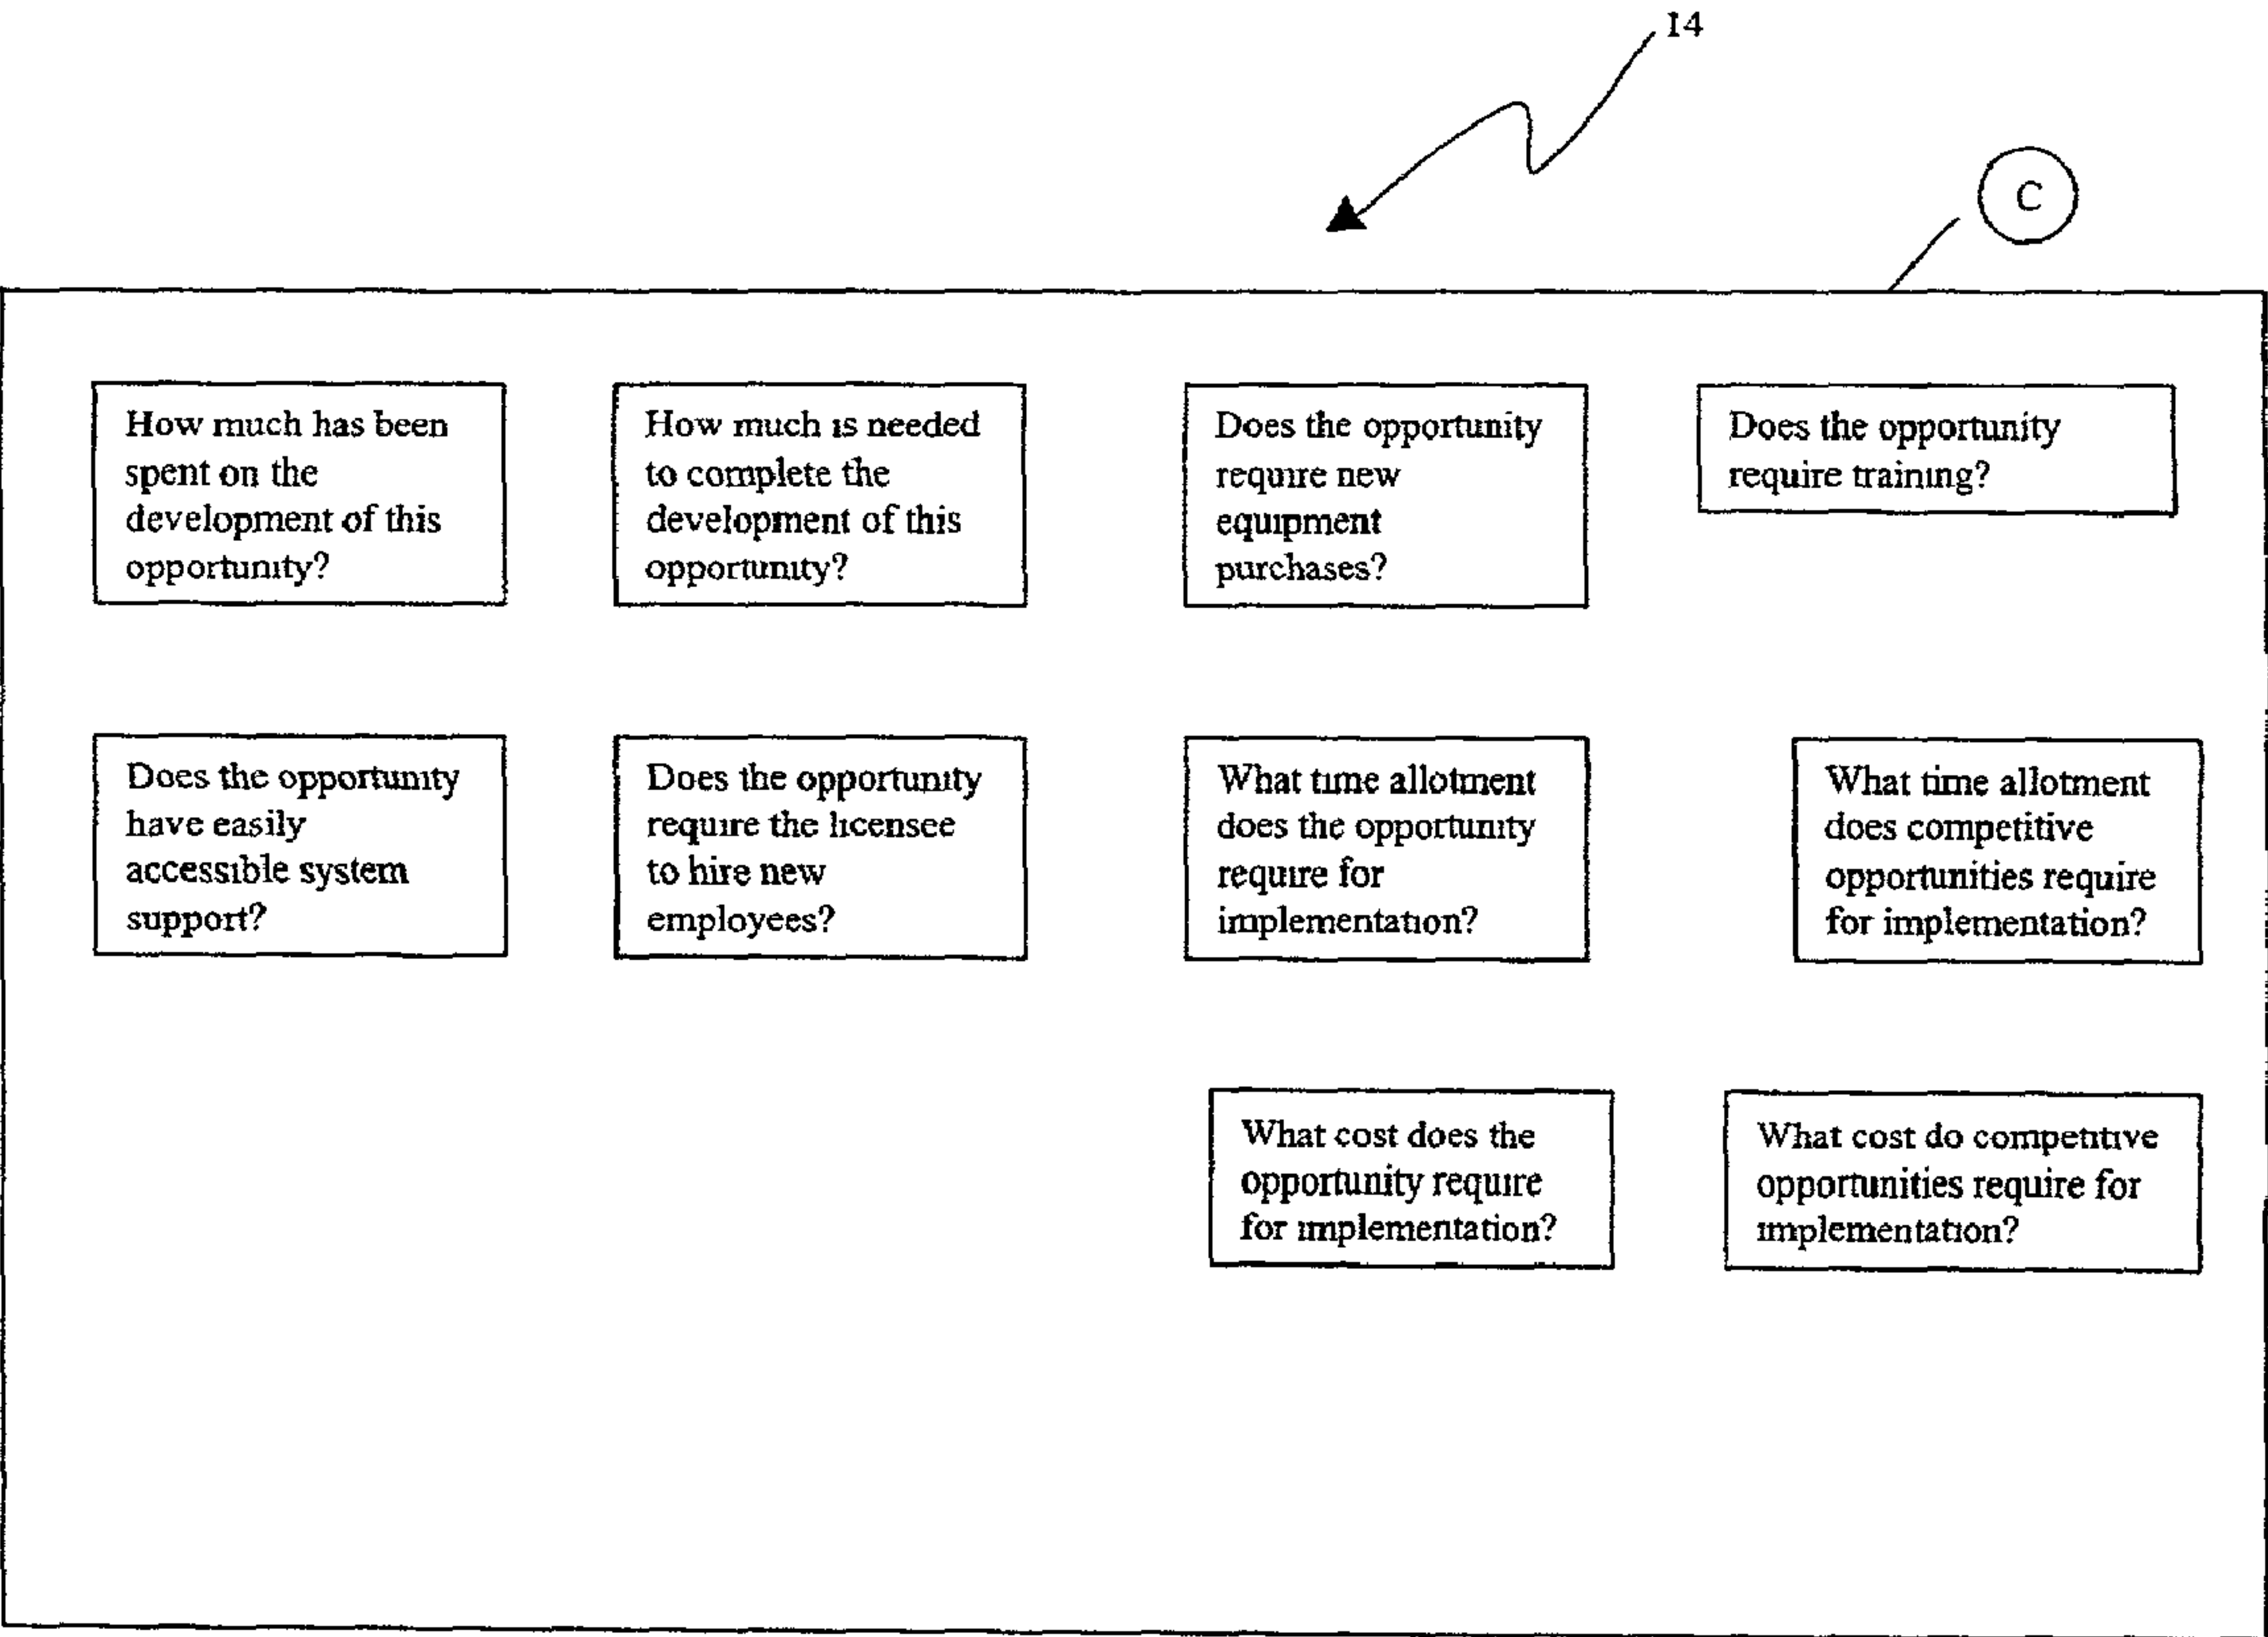 14
C
How much has been
spent on the
development of this
opportunity?
How much is needed
to complete the
development of this
opportunity?
Does the opportunity
require new
equipment
purchases?
Does the opportunity
require training?
Does the opportunity
have easily
accessible system
support?
Does the opportunity
require the licensee
to hire new
employees?
What time allotment
does the opportunity
require for
implementation?
What time allotment
does competitive
opportunities require
for implementation?
What cost does the
opportunity require
for implementation?
What cost do competitive
opportunities require for
implementation?